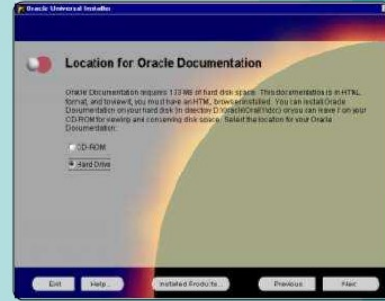 Oracle Universal Installer
Location for Oracle Documentation
Oracle Documentation requires 133 MB of hard disk space. This documentation is in HTML
format, and to view it, you must have an HTML browser installed. You can install Oracle
Documentation on your hard disk (in directory or you can leave it on your
CD-ROM for viewing and conserving disk space. Select the location for your Oracle
Documentation:
CD-ROM
Hard Drive
Exit
Help...
Installed Products...
Previous
Next